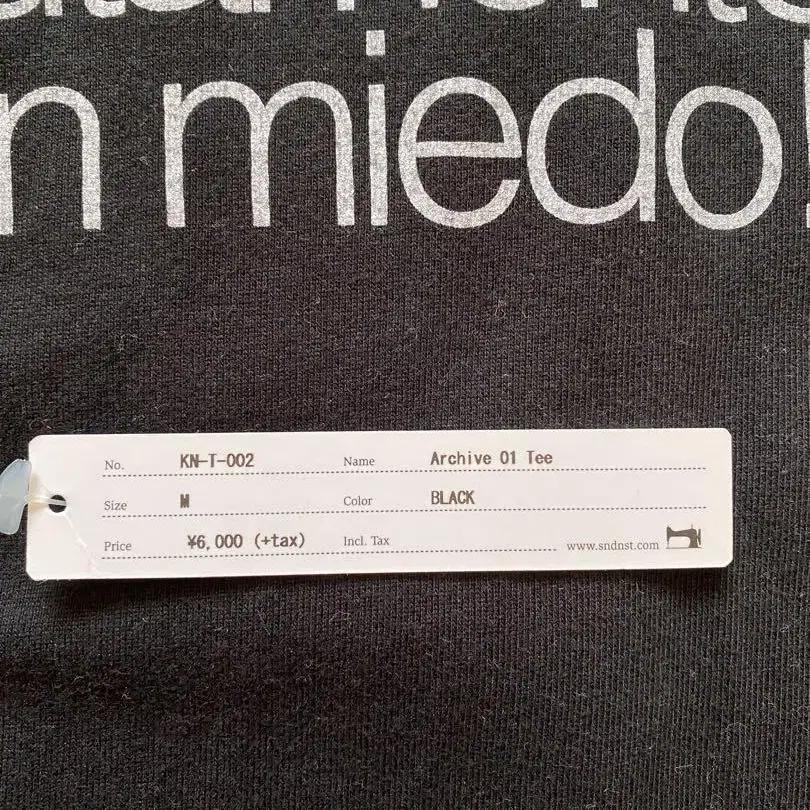 n miedo
No. KN-T-002 Name Archive 01 Tee
Size M Color BLACK
Price ¥6,000 (+tax) Incl. Tax
www.sndnst.com